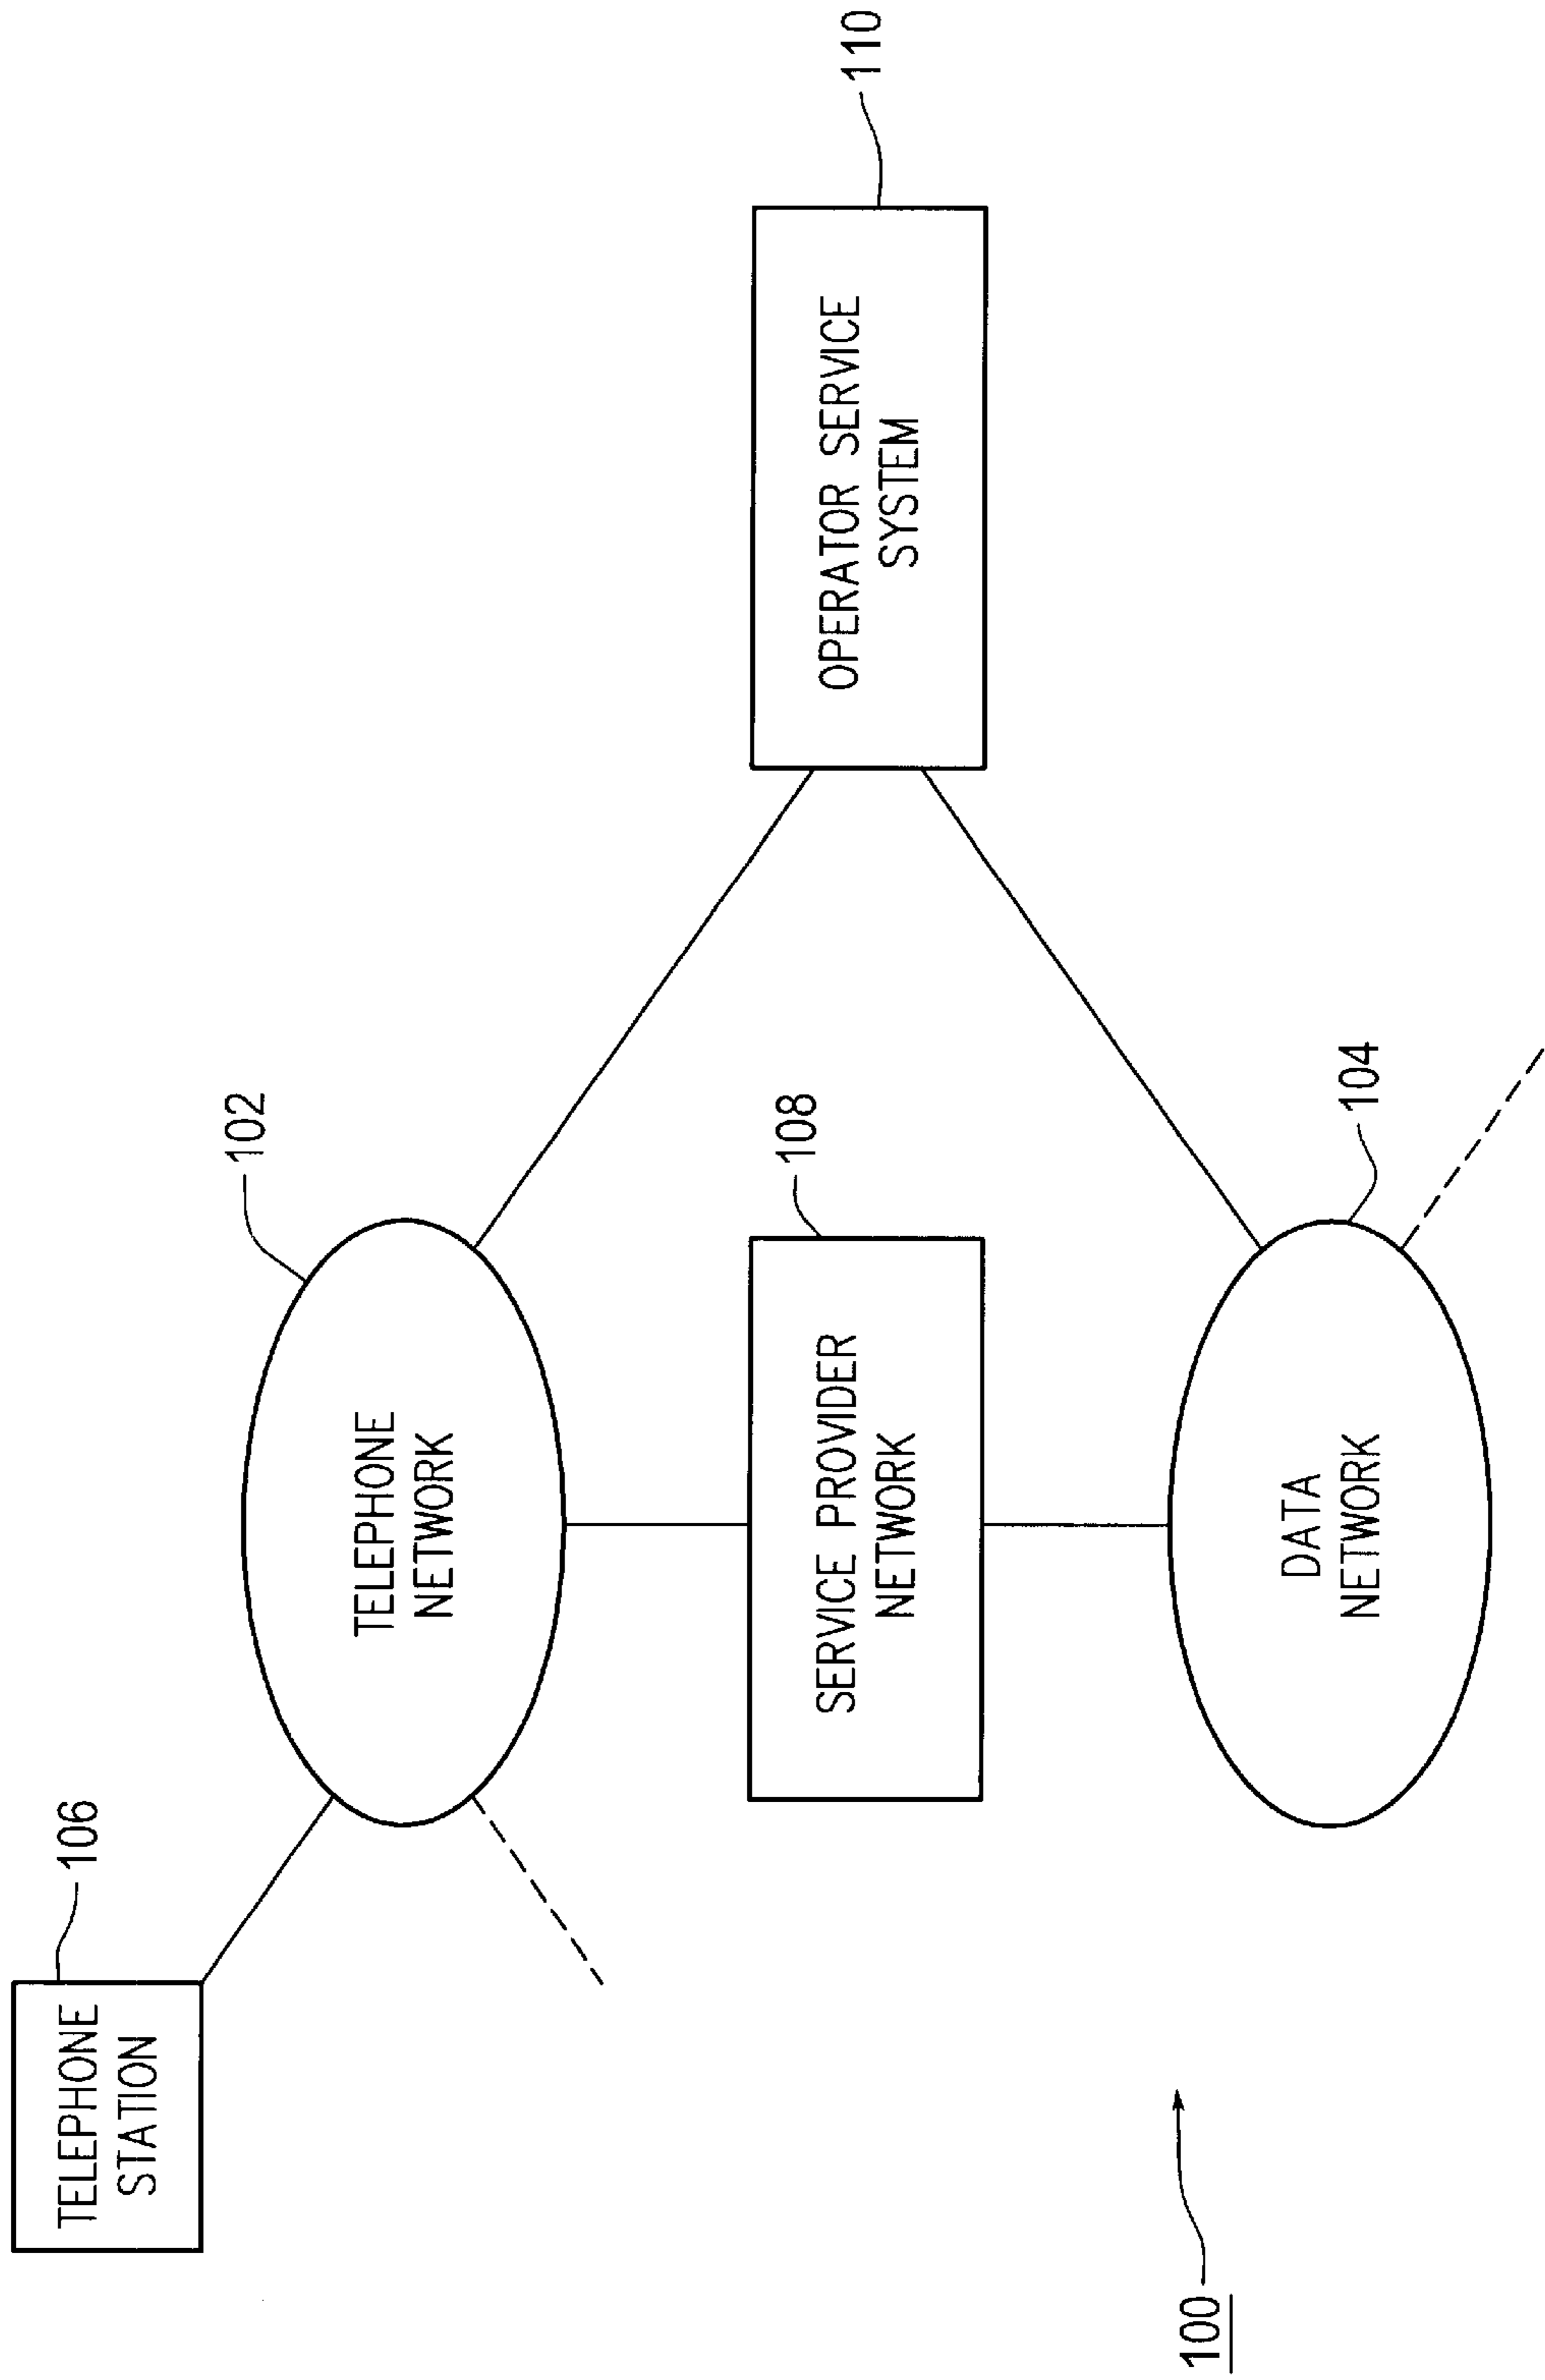 106
TELEPHONE
STATION
102
TELEPHONE
NETWORK
108
SERVICE PROVIDER
NETWORK
110
OPERATOR SERVICE
SYSTEM
104
DATA
NETWORK
100